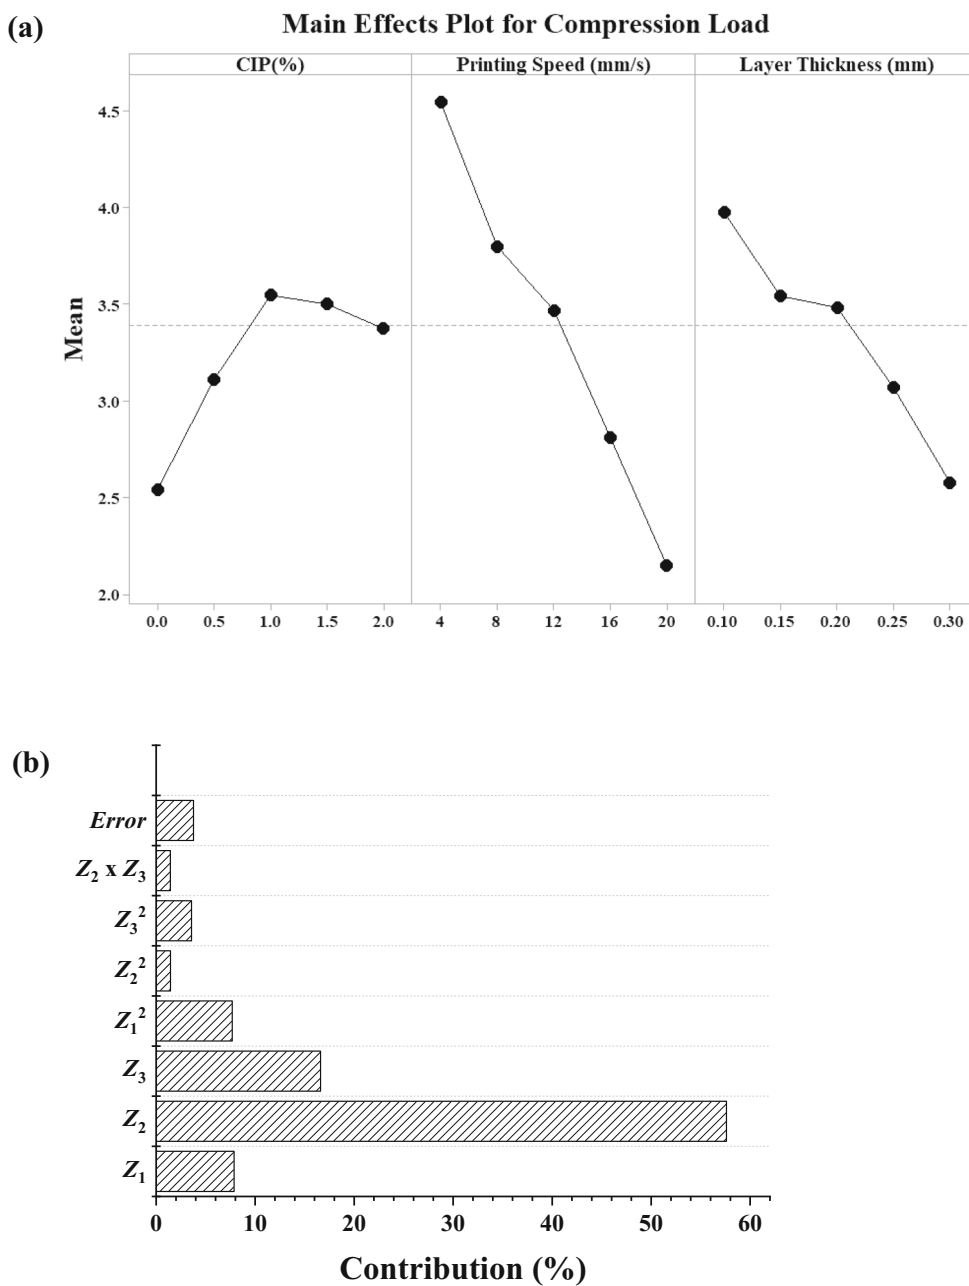 (a)
Main Effects Plot for Compression Load
CIP(%) Printing Speed (mm/s) Layer Thickness (mm)
Mean
4.5
4.0
3.5
3.0
2.5
2.0
0.0 0.5 1.0 1.5 2.0 4 8 12 16 20 0.10 0.15 0.20 0.25 0.30
(b)
Error
Z₂ x Z₃
Z₃²
Z₂²
Z₁²
Z₃
Z₂
Z₁
0 10 20 30 40 50 60
Contribution (%)